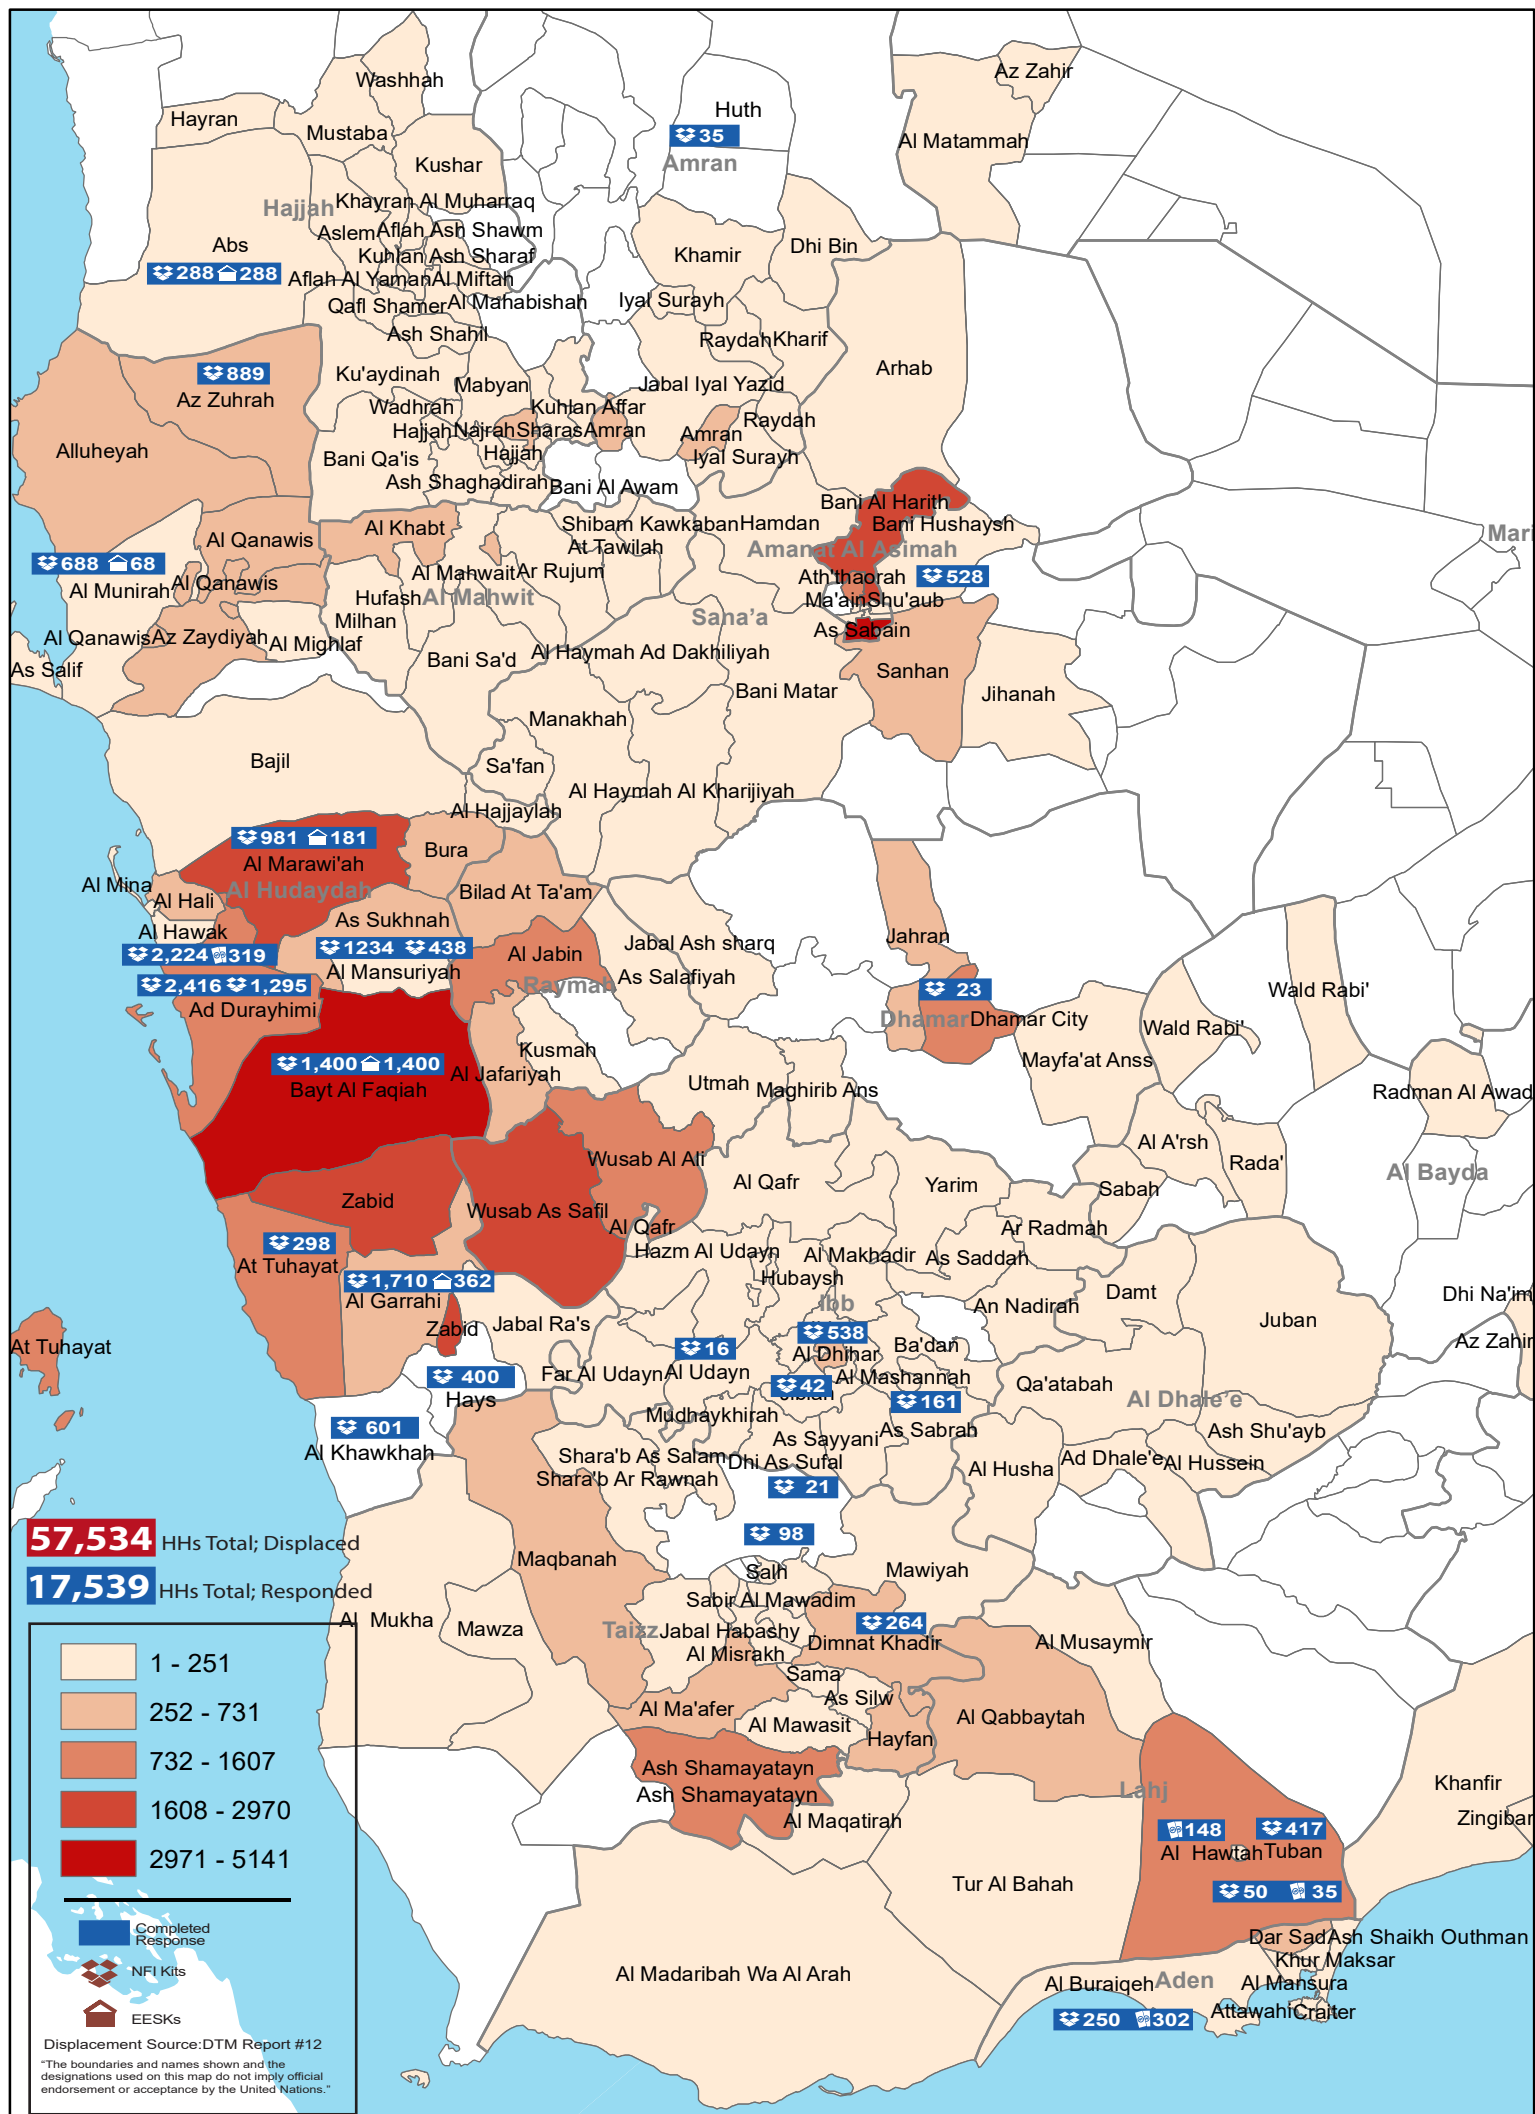 Washhah
Az Zahir
Hayran
Huth
35
Mustaba
Al Matammah
Kushar
Amran
Khayran Al Muharraq
Hajjah
Aslem
Aflah Ash Shawm
Abs
Dhi Bin
Khamir
Kuhlan Ash Sharaf
288 288
Aflah Al Yaman
Al Miftah
Qafl Shamer
Al Mahabishah
Iyal Surayh
Ash Shahil
Raydah
Kharif
Arhab
889
Ku'aydinah
Mabyan
Jabal Iyal Yazid
Az Zuhrah
Wadhrah
Kuhlan Affar
Raydah
Hajjah
Najrah
Sharas
Amran
Amran
Alluheyah
Bani Qa'is
Hajjah
Iyal Surayh
Ash Shaghadirah
Bani Al Awam
Bani Al Harith
Al Khabt
Shibam Kawkaban
Hamdan
Bani Hushaysh
Mari
Al Qanawis
At Tawilah
Amanat Al Asimah
688 68
Al Mahwait
Ar Rujum
Ath'thaorah
528
Al Munirah
Al Qanawis
Hufash
Al Mahwit
Ma'ain
Shu'aub
Milhan
Sana’a
As Sabain
Al Qanawis
Az Zaydiyah
Al Mighlaf
Bani Sa'd
Al Haymah Ad Dakhiliyah
As Salif
Sanhan
Bani Matar
Jihanah
Manakhah
Bajil
Sa'fan
Al Haymah Al Kharijiyah
Al Hajjaylah
981 181
Bura
Al Marawi'ah
Al Mina
Al Hudaydah
Bilad At Ta'am
Al Hali
As Sukhnah
Al Hawak
Jahran
Jabal Ash sharq
1234 438
2,224 319
Al Jabin
Al Mansuriyah
As Salafiyah
2,416 1,295
Raymah
23
Wald Rabi'
Ad Durayhimi
Dhamar
Dhamar City
Wald Rabi'
Kusmah
Mayfa'at Anss
1,400 1,400
Al Jafariyah
Utmah
Maghirib Ans
Bayt Al Faqiah
Radman Al Awad
Al A'rsh
Wusab Al Ali
Rada'
Al Bayda
Al Qafr
Yarim
Sabah
Zabid
Wusab As Safil
Al Qafr
Ar Radmah
298
Hazm Al Udayn
Al Makhadir
As Saddah
At Tuhayat
1,710 362
Hubaysh
Damt
Dhi Na'im
Al Garrahi
Ibb
An Nadirah
Jabal Ra's
Juban
Zabid
538
Az Zahir
At Tuhayat
16
Al Dhihar
Ba'dan
400
Far Al Udayn
Al Udayn
Al Mashannah
Qa'atabah
42
Hays
161
Al Dhale’e
601
Mudhaykhirah
As Sabrah
Ash Shu'ayb
Al Khawkhah
As Sayyani
Shara'b As Salam
Dhi As Sufal
Ad Dhale'e
Al Hussein
Shara'b Ar Rawnah
Al Husha
21
57,534 HHs Total; Displaced
98
Maqbanah
Salh
Mawiyah
17,539 HHs Total; Responded
Sabir Al Mawadim
Al Mukha
Mawza
Taizz
Jabal Habashy
264
Dimnat Khadir
Al Musaymir
Al Misrakh
1 - 251
Sama
As Silw
252 - 731
Al Ma'afer
Al Mawasit
Al Qabbaytah
Hayfan
732 - 1607
Ash Shamayatayn
Ash Shamayatayn
Lahj
Khanfir
1608 - 2970
Al Maqatirah
Zingibar
148
417
2971 - 5141
Al Hawtah
Tuban
Tur Al Bahah
50 35
Completed
Response
Dar Sad
Ash Shaikh Outhman
Khur Maksar
NFI Kits
Al Madaribah Wa Al Arah
Al Buraiqeh
Aden
Al Mansura
EESKs
250 302
Attawahi
Craiter
Displacement Source:DTM Report #12
“The boundaries and names shown and the
designations used on this map do not imply official
endorsement or acceptance by the United Nations.”